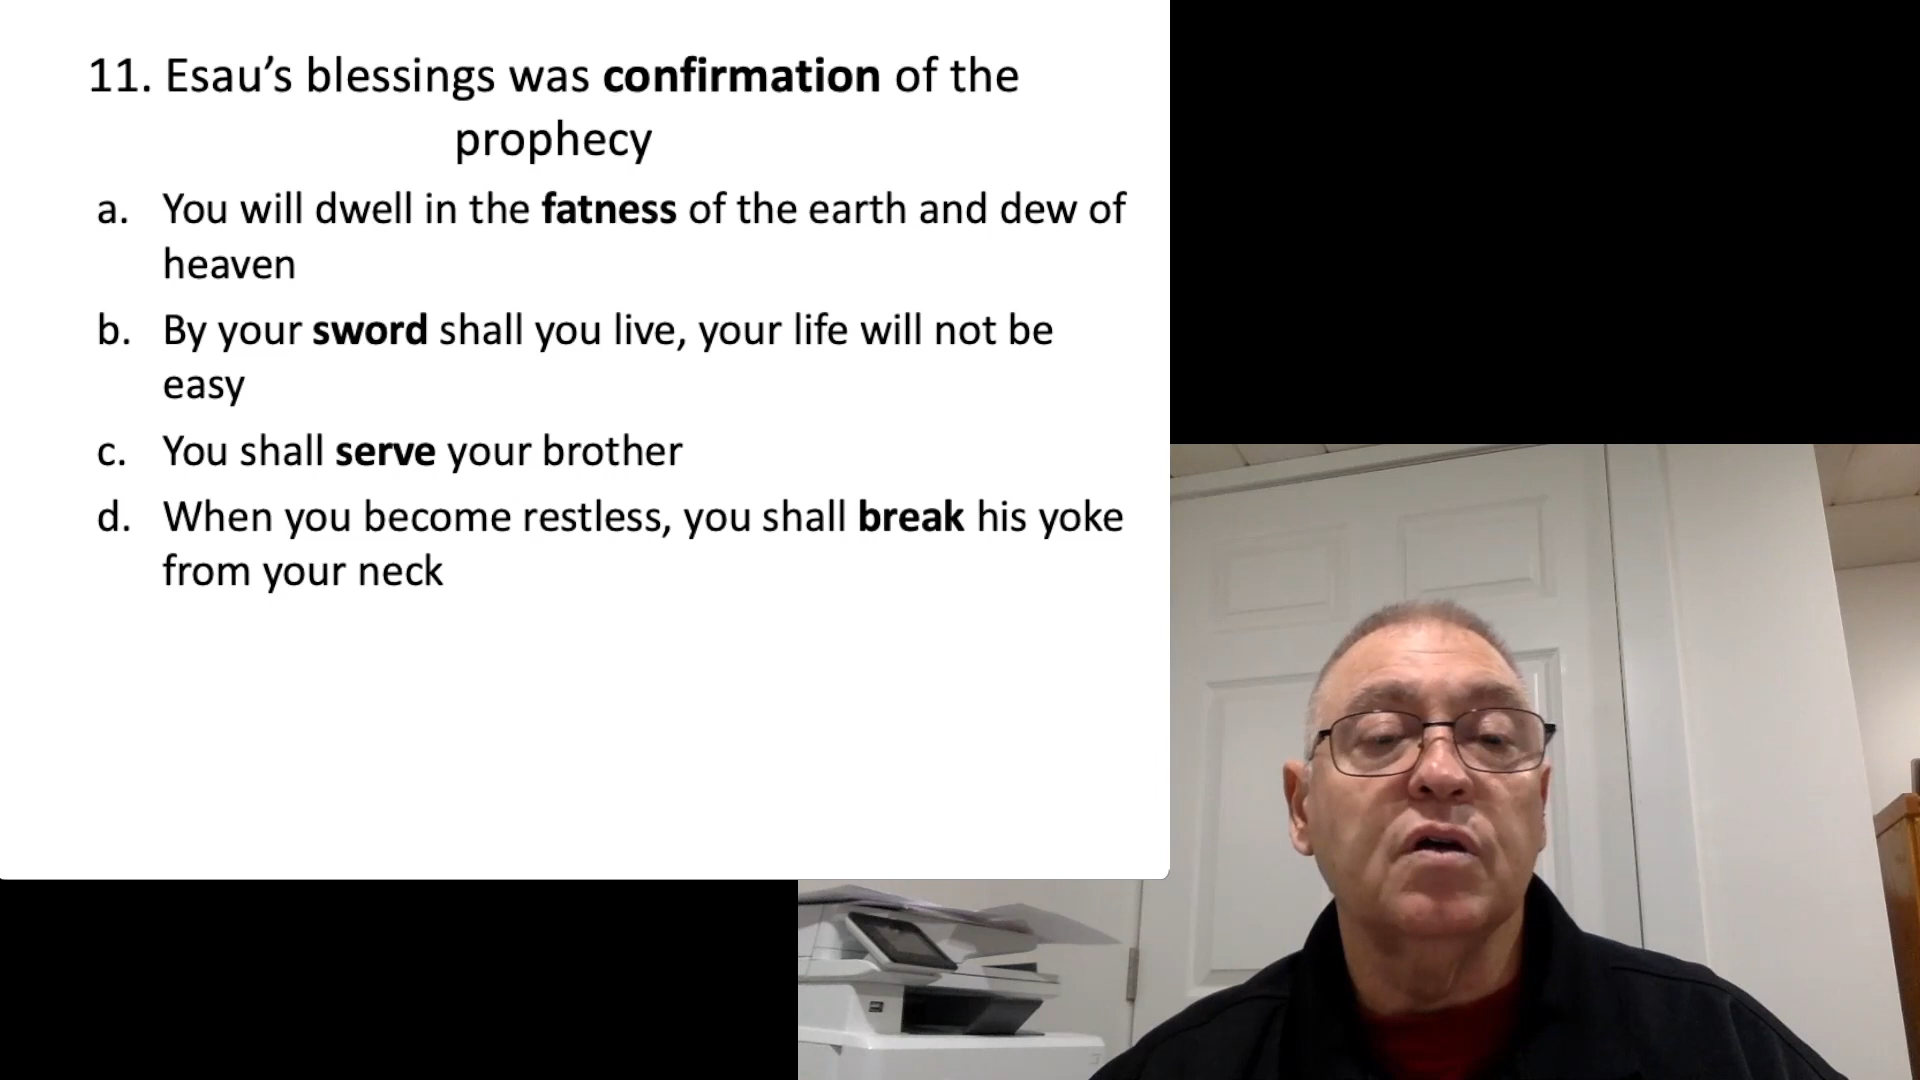 11. Esau’s blessings was confirmation of the
prophecy
a. You will dwell in the fatness of the earth and dew of
heaven
b. By your sword shall you live, your life will not be
easy
c. You shall serve your brother
d. When you become restless, you shall break his yoke
from your neck